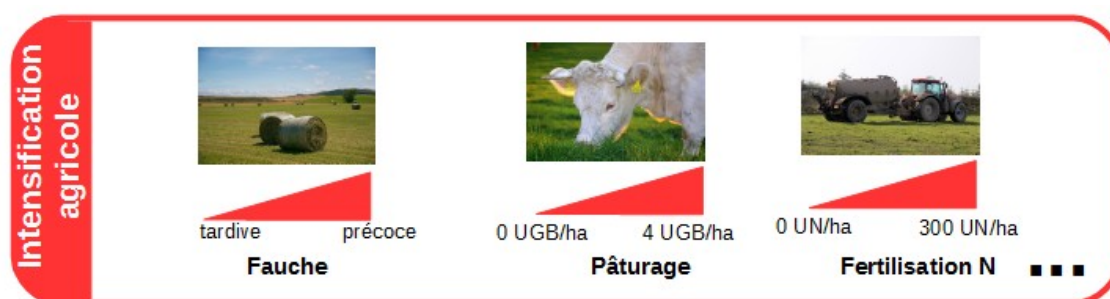 Intensification
agricole
tardive précoce
Fauche
0 UGB/ha 4 UGB/ha
Pâturage
0 UN/ha 300 UN/ha
Fertilisation N ...